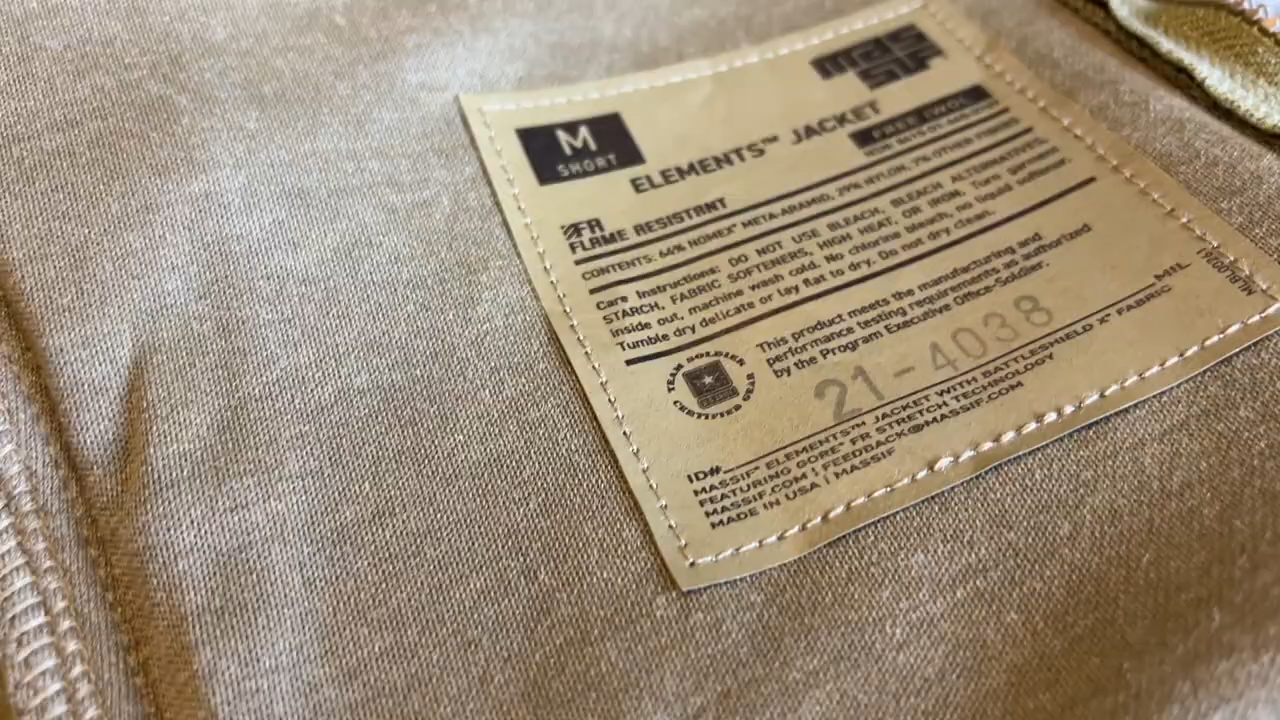 MASSIF
M
SHORT
ELEMENTS™ JACKET
FREE IWOL
FR
FLAME RESISTANT
CONTENTS: 64% NOMEX® META-ARAMID, 29% NYLON, 7% OTHER FIBERS
Care Instructions: DO NOT USE BLEACH, BLEACH ALTERNATIVES,
STARCH, FABRIC SOFTENERS, HIGH HEAT, OR IRON. Turn garment
inside out, machine wash cold. No chlorine bleach, no liquid softener.
Tumble dry delicate or lay flat to dry. Do not dry clean.
TEAM SOLDIER
CERTIFIED GEAR
This product meets the manufacturing and
performance testing requirements as authorized
by the Program Executive Office-Soldier.
21-4038
ID# MIL
MASSIF® ELEMENTS™ JACKET WITH BATTLESHIELD X® FABRIC
FEATURING GORE® FR STRETCH TECHNOLOGY
MASSIF.COM | FEEDBACK@MASSIF.COM
MADE IN USA | MASSIF